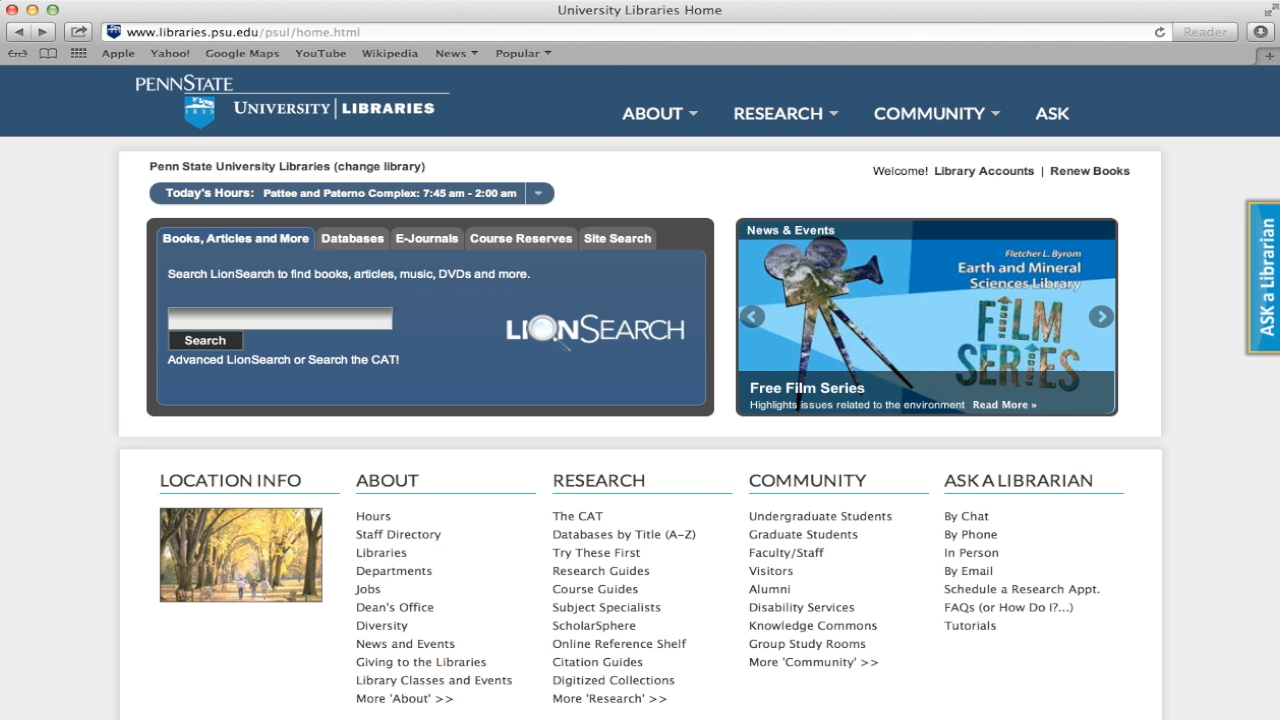 University Libraries Home
www.libraries.psu.edu/psul/home.html
Reader
Apple Yahoo! Google Maps YouTube Wikipedia News Popular
PENNSTATE
1855
UNIVERSITY LIBRARIES
ABOUT RESEARCH COMMUNITY ASK
Penn State University Libraries (change library)
Welcome! Library Accounts | Renew Books
Today's Hours: Pattee and Paterno Complex: 7:45 am - 2:00 am
Books, Articles and More Databases E-Journals Course Reserves Site Search
Search LionSearch to find books, articles, music, DVDs and more.
LIONSEARCH
Search
Advanced LionSearch or Search the CAT!
News & Events
Fletcher L. Byrom
Earth and Mineral
Sciences Library
FILM
SERIES
Free Film Series
Highlights issues related to the environment Read More »
ASK a Librarian
LOCATION INFO
ABOUT
Hours
Staff Directory
Libraries
Departments
Jobs
Dean's Office
Diversity
News and Events
Giving to the Libraries
Library Classes and Events
More 'About' >>
RESEARCH
The CAT
Databases by Title (A-Z)
Try These First
Research Guides
Course Guides
Subject Specialists
ScholarSphere
Online Reference Shelf
Citation Guides
Digitized Collections
More 'Research' >>
COMMUNITY
Undergraduate Students
Graduate Students
Faculty/Staff
Visitors
Alumni
Disability Services
Knowledge Commons
Group Study Rooms
More 'Community' >>
ASK A LIBRARIAN
By Chat
By Phone
In Person
By Email
Schedule a Research Appt.
FAQs (or How Do I?...)
Tutorials